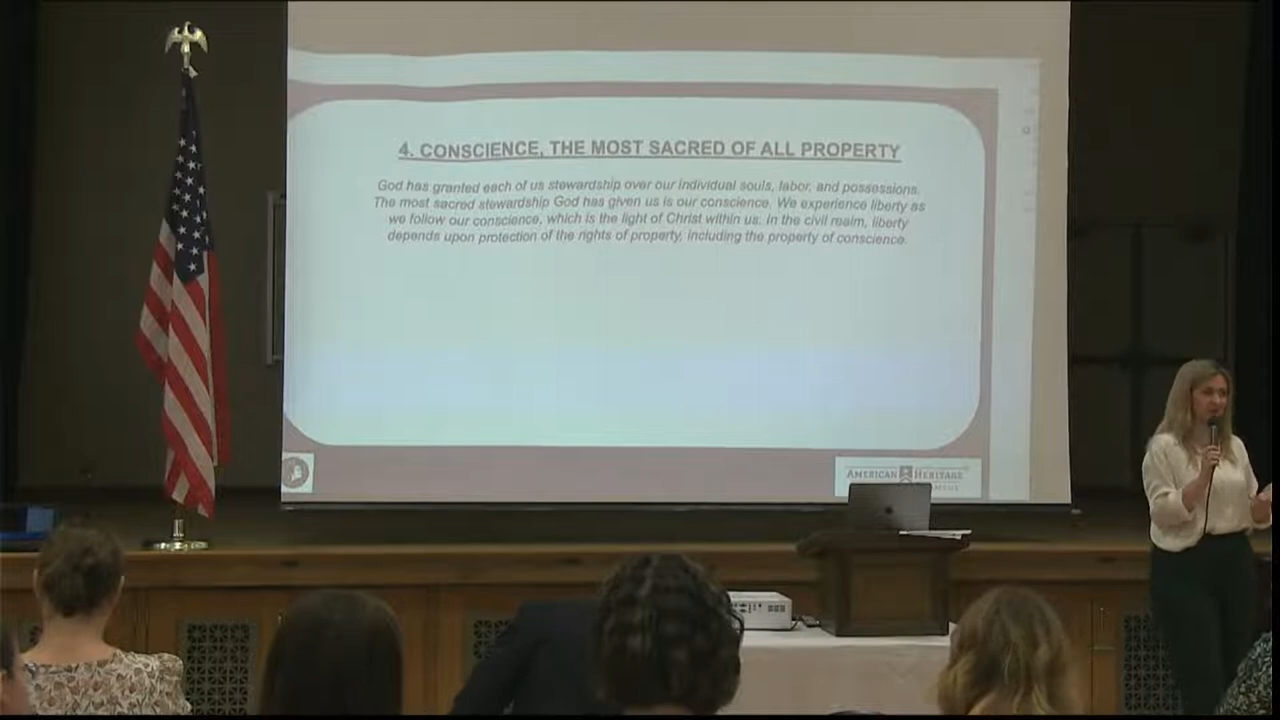 4. CONSCIENCE, THE MOST SACRED OF ALL PROPERTY
God has granted each of us stewardship over our individual souls, labor, and possessions.
The most sacred stewardship God has given us is our conscience. We experience liberty as
we follow our conscience, which is the light of Christ within us. In the civil realm, liberty
depends upon protection of the rights of property, including the property of conscience.
AMERICAN HERITAGE